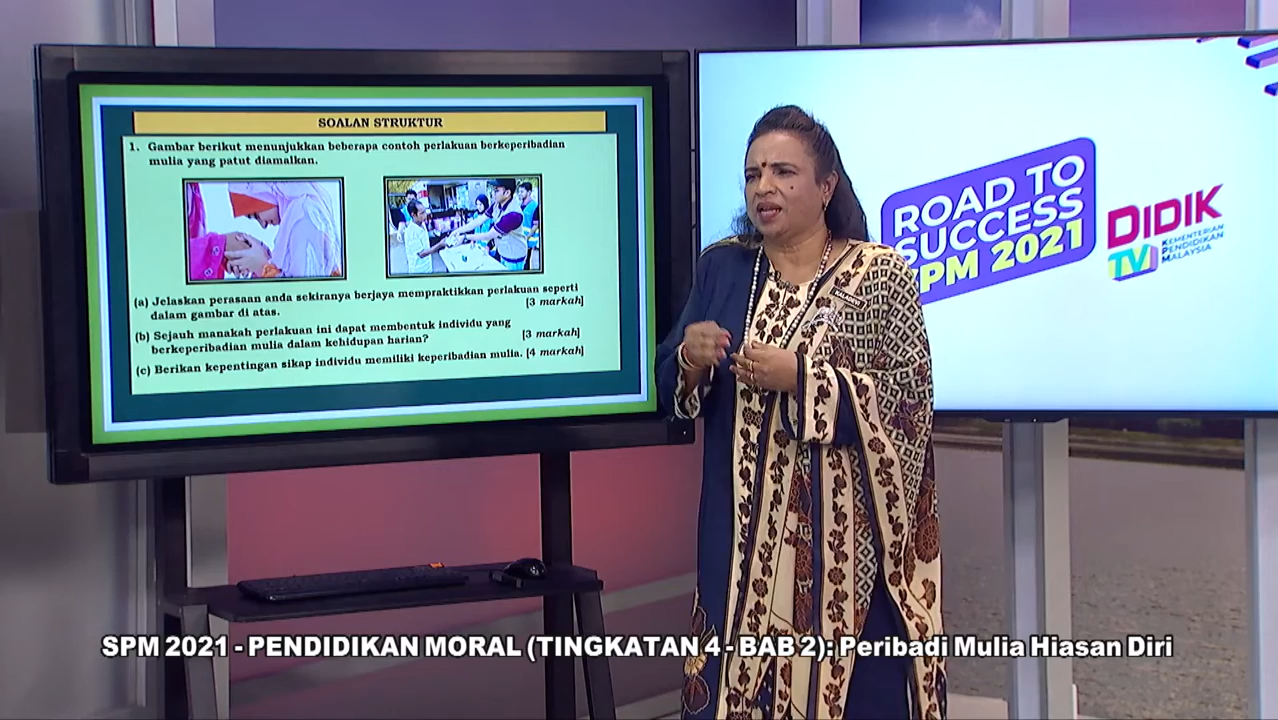 SOALAN STRUKTUR
1. Gambar berikut menunjukkan beberapa contoh perlakuan berkeperibadian
mulia yang patut diamalkan.
(a) Jelaskan perasaan anda sekiranya berjaya mempraktikkan perlakuan seperti
dalam gambar di atas. [3 markah]
(b) Sejauh manakah perlakuan ini dapat membentuk individu yang
berkeperibadian mulia dalam kehidupan harian? [3 markah]
(c) Berikan kepentingan sikap individu memiliki keperibadian mulia. [4 markah]
ROAD TO
SUCCESS
SPM 2021
DIDIK
TV
KEMENTERIAN
PENDIDIKAN
MALAYSIA
SPM 2021 - PENDIDIKAN MORAL (TINGKATAN 4 - BAB 2): Peribadi Mulia Hiasan Diri